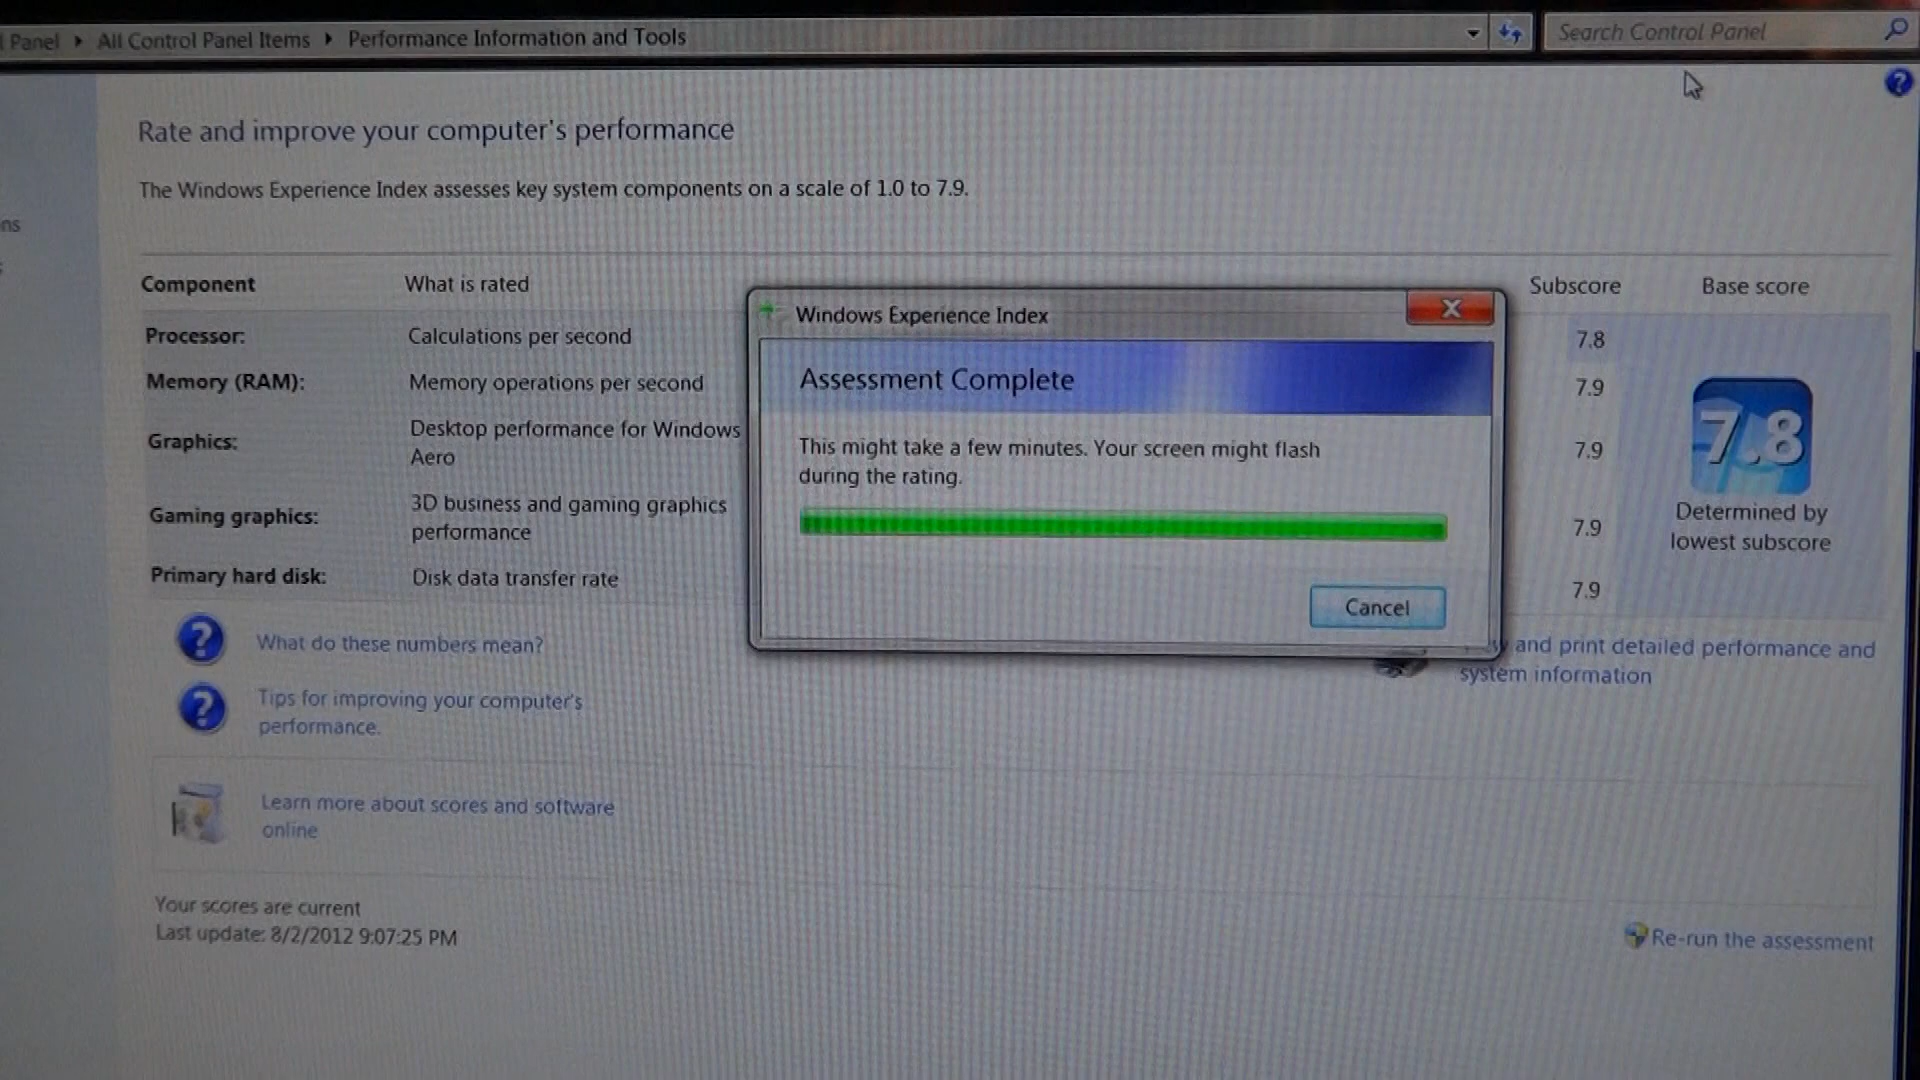 l Panel ▸ All Control Panel Items ▸ Performance Information and Tools
Search Control Panel
Rate and improve your computer's performance
The Windows Experience Index assesses key system components on a scale of 1.0 to 7.9.
ns
Component What is rated Subscore Base score
Processor: Calculations per second 7.8
Memory (RAM): Memory operations per second 7.9
Graphics: Desktop performance for Windows
Aero 7.9
Gaming graphics: 3D business and gaming graphics
performance 7.9
Primary hard disk: Disk data transfer rate 7.9
7.8
Determined by
lowest subscore
Windows Experience Index
X
Assessment Complete
This might take a few minutes. Your screen might flash
during the rating.
Cancel
What do these numbers mean?
and print detailed performance and
system information
Tips for improving your computer's
performance.
Learn more about scores and software
online
Your scores are current
Last update: 8/2/2012 9:07:25 PM
Re-run the assessment